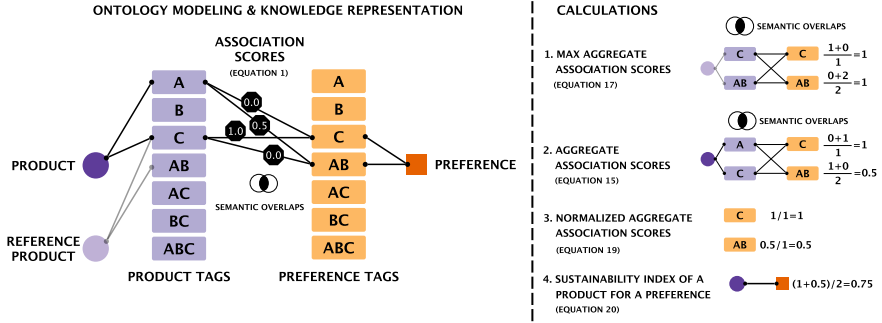 ONTOLOGY MODELING & KNOWLEDGE REPRESENTATION
ASSOCIATION
SCORES
(EQUATION 1)
A
B
C
AB
AC
BC
ABC
A
B
C
AB
AC
BC
ABC
0.0
0.5
1.0
0.0
PRODUCT
REFERENCE
PRODUCT
PREFERENCE
SEMANTIC OVERLAPS
PRODUCT TAGS
PREFERENCE TAGS
CALCULATIONS
SEMANTIC OVERLAPS
1. MAX AGGREGATE
ASSOCIATION SCORES
(EQUATION 17)
C
AB
C
AB
1+0
1
=1
0+2
2
=1
SEMANTIC OVERLAPS
2. AGGREGATE
ASSOCIATION SCORES
(EQUATION 15)
A
C
C
AB
0+1
1
=1
1+0
2
=0.5
3. NORMALIZED AGGREGATE
ASSOCIATION SCORES
(EQUATION 19)
C 1/1=1
AB 0.5/1=0.5
4. SUSTAINABILITY INDEX OF A
PRODUCT FOR A PREFERENCE
(EQUATION 20)
(1+0.5)/2=0.75